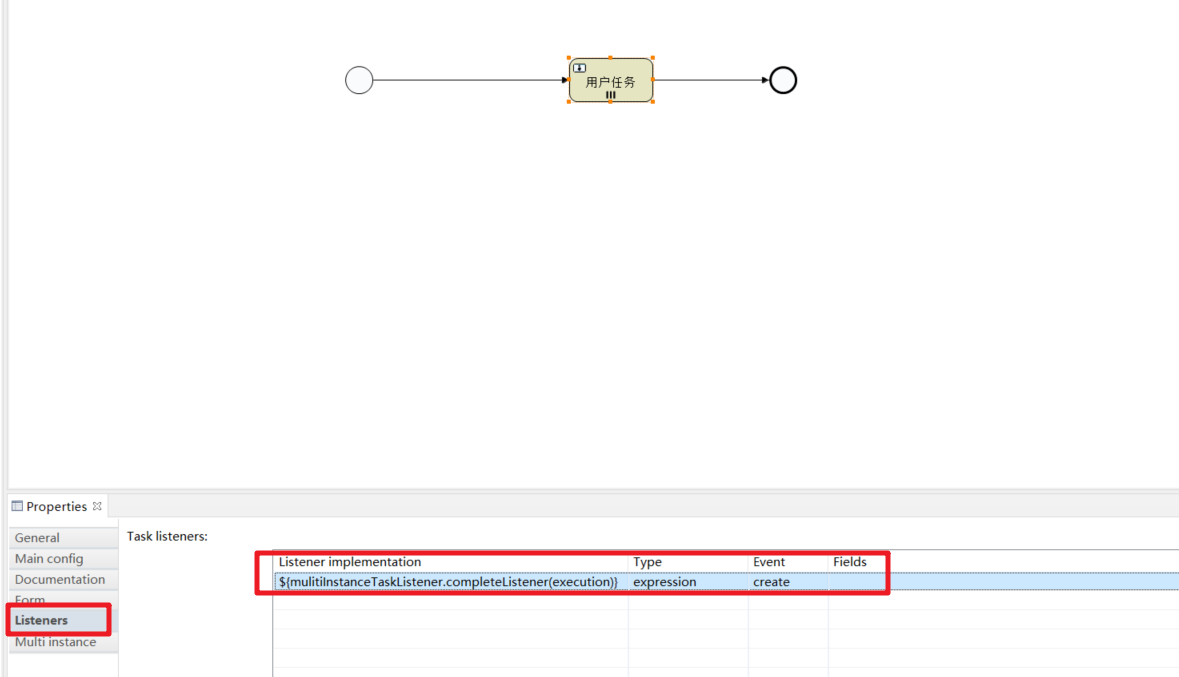 用户任务
Properties
General
Main config
Documentation
Form
Listeners
Multi instance
Task listeners:
Listener implementation Type Event Fields
${mulitiInstanceTaskListener.completeListener(execution)} expression create